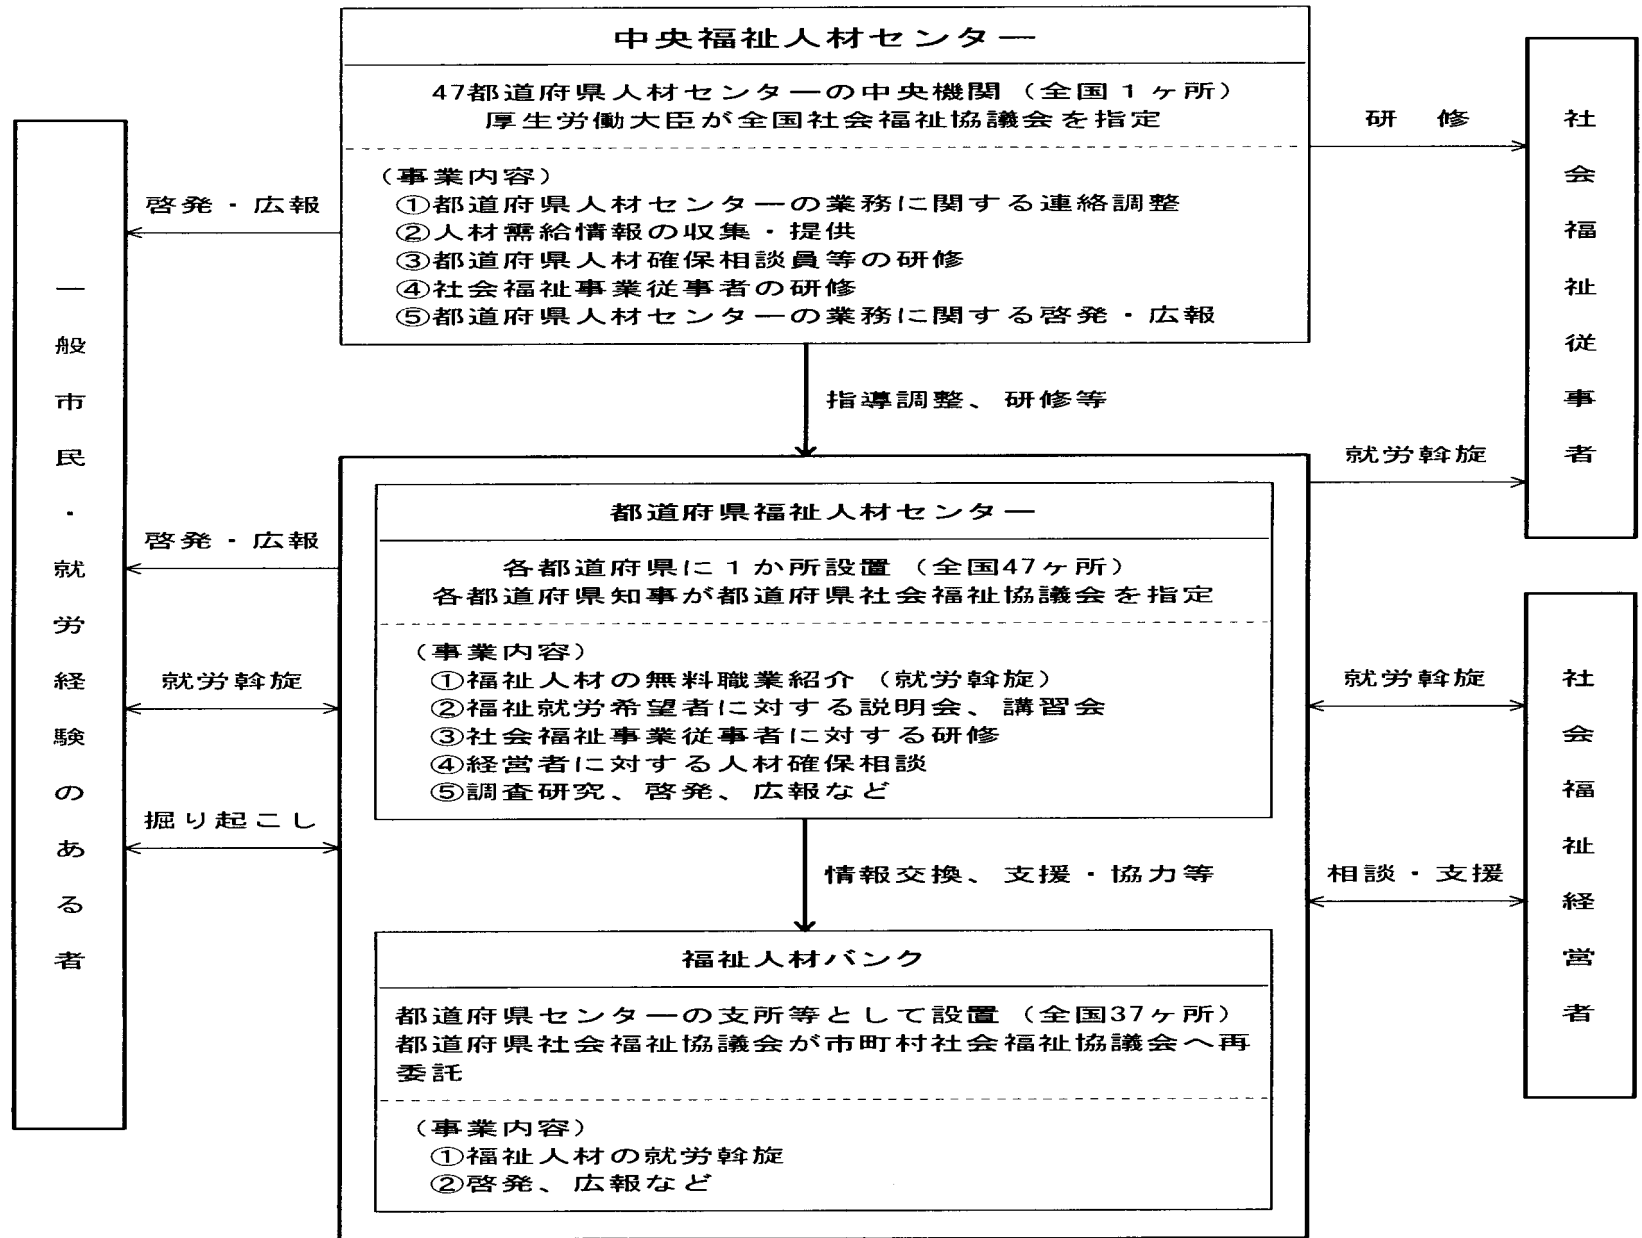 中央福祉人材センター
47都道府県人材センターの中央機関（全国１ヶ所）
厚生労働大臣が全国社会福祉協議会を指定
（事業内容）
①都道府県人材センターの業務に関する連絡調整
②人材需給情報の収集・提供
③都道府県人材確保相談員等の研修
④社会福祉事業従事者の研修
⑤都道府県人材センターの業務に関する啓発・広報
研　修
社会福祉従事者
啓発・広報
一般市民・就労経験のある者
指導調整、研修等
就労斡旋
都道府県福祉人材センター
各都道府県に１か所設置（全国47ヶ所）
各都道府県知事が都道府県社会福祉協議会を指定
（事業内容）
①福祉人材の無料職業紹介（就労斡旋）
②福祉就労希望者に対する説明会、講習会
③社会福祉事業従事者に対する研修
④経営者に対する人材確保相談
⑤調査研究、啓発、広報など
啓発・広報
就労斡旋
掘り起こし
就労斡旋
相談・支援
社会福祉経営者
情報交換、支援・協力等
福祉人材バンク
都道府県センターの支所等として設置（全国37ヶ所）
都道府県社会福祉協議会が市町村社会福祉協議会へ再
委託
（事業内容）
①福祉人材の就労斡旋
②啓発、広報など